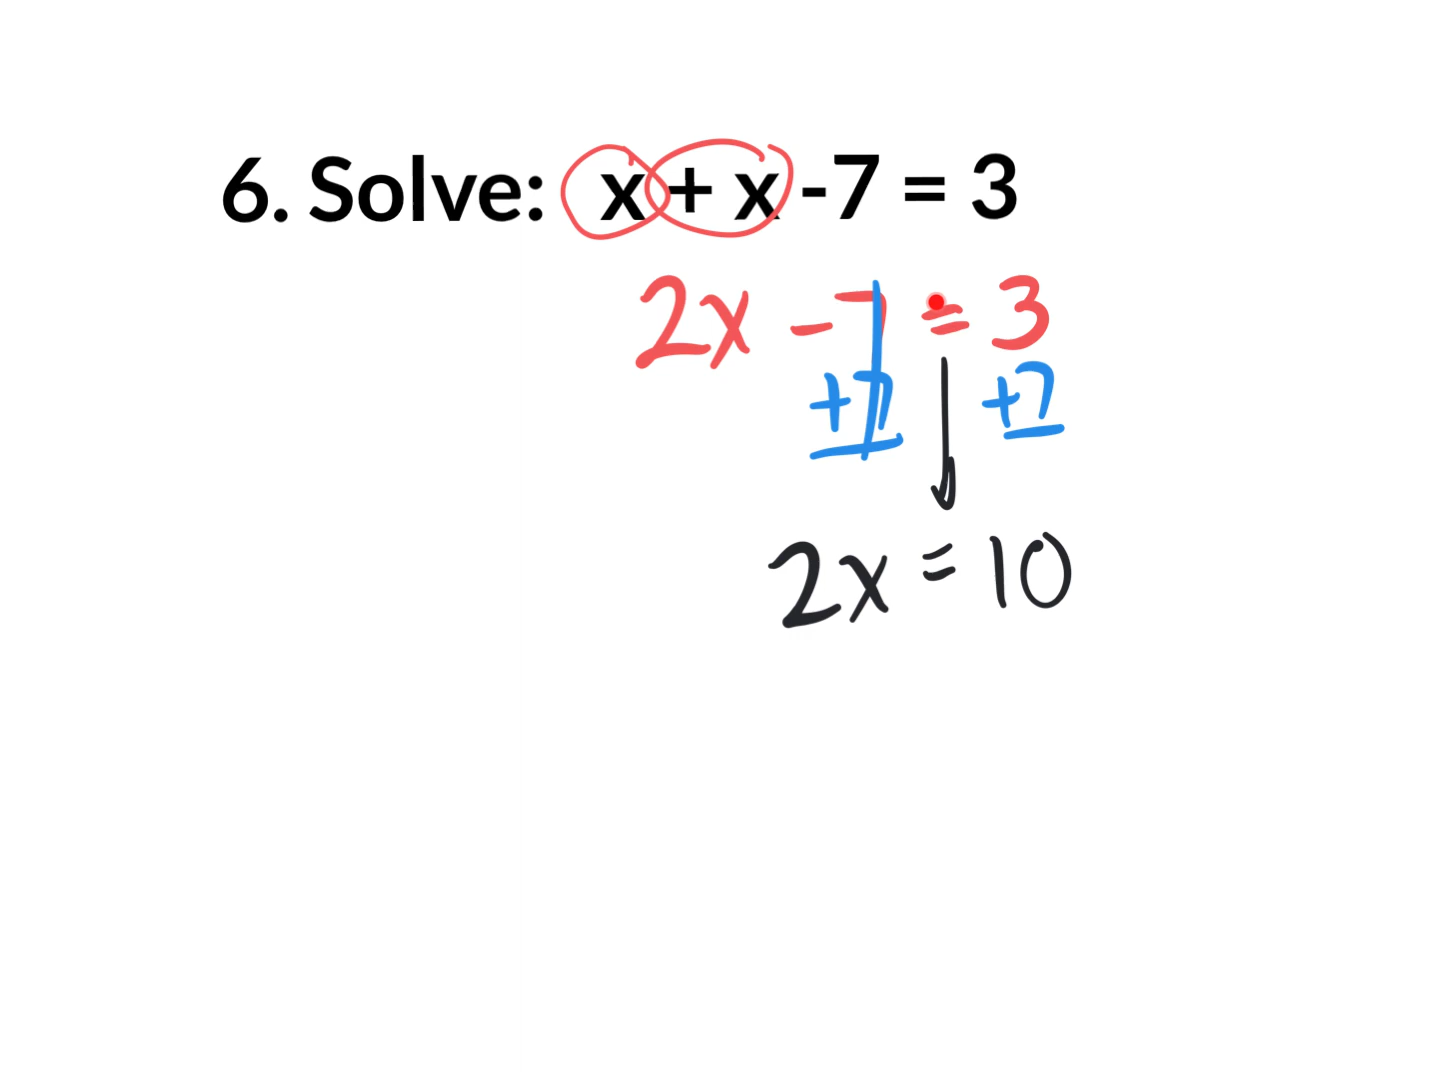 6. Solve: x + x -7 = 3
2x -7 = 3
+7 +7
2x = 10